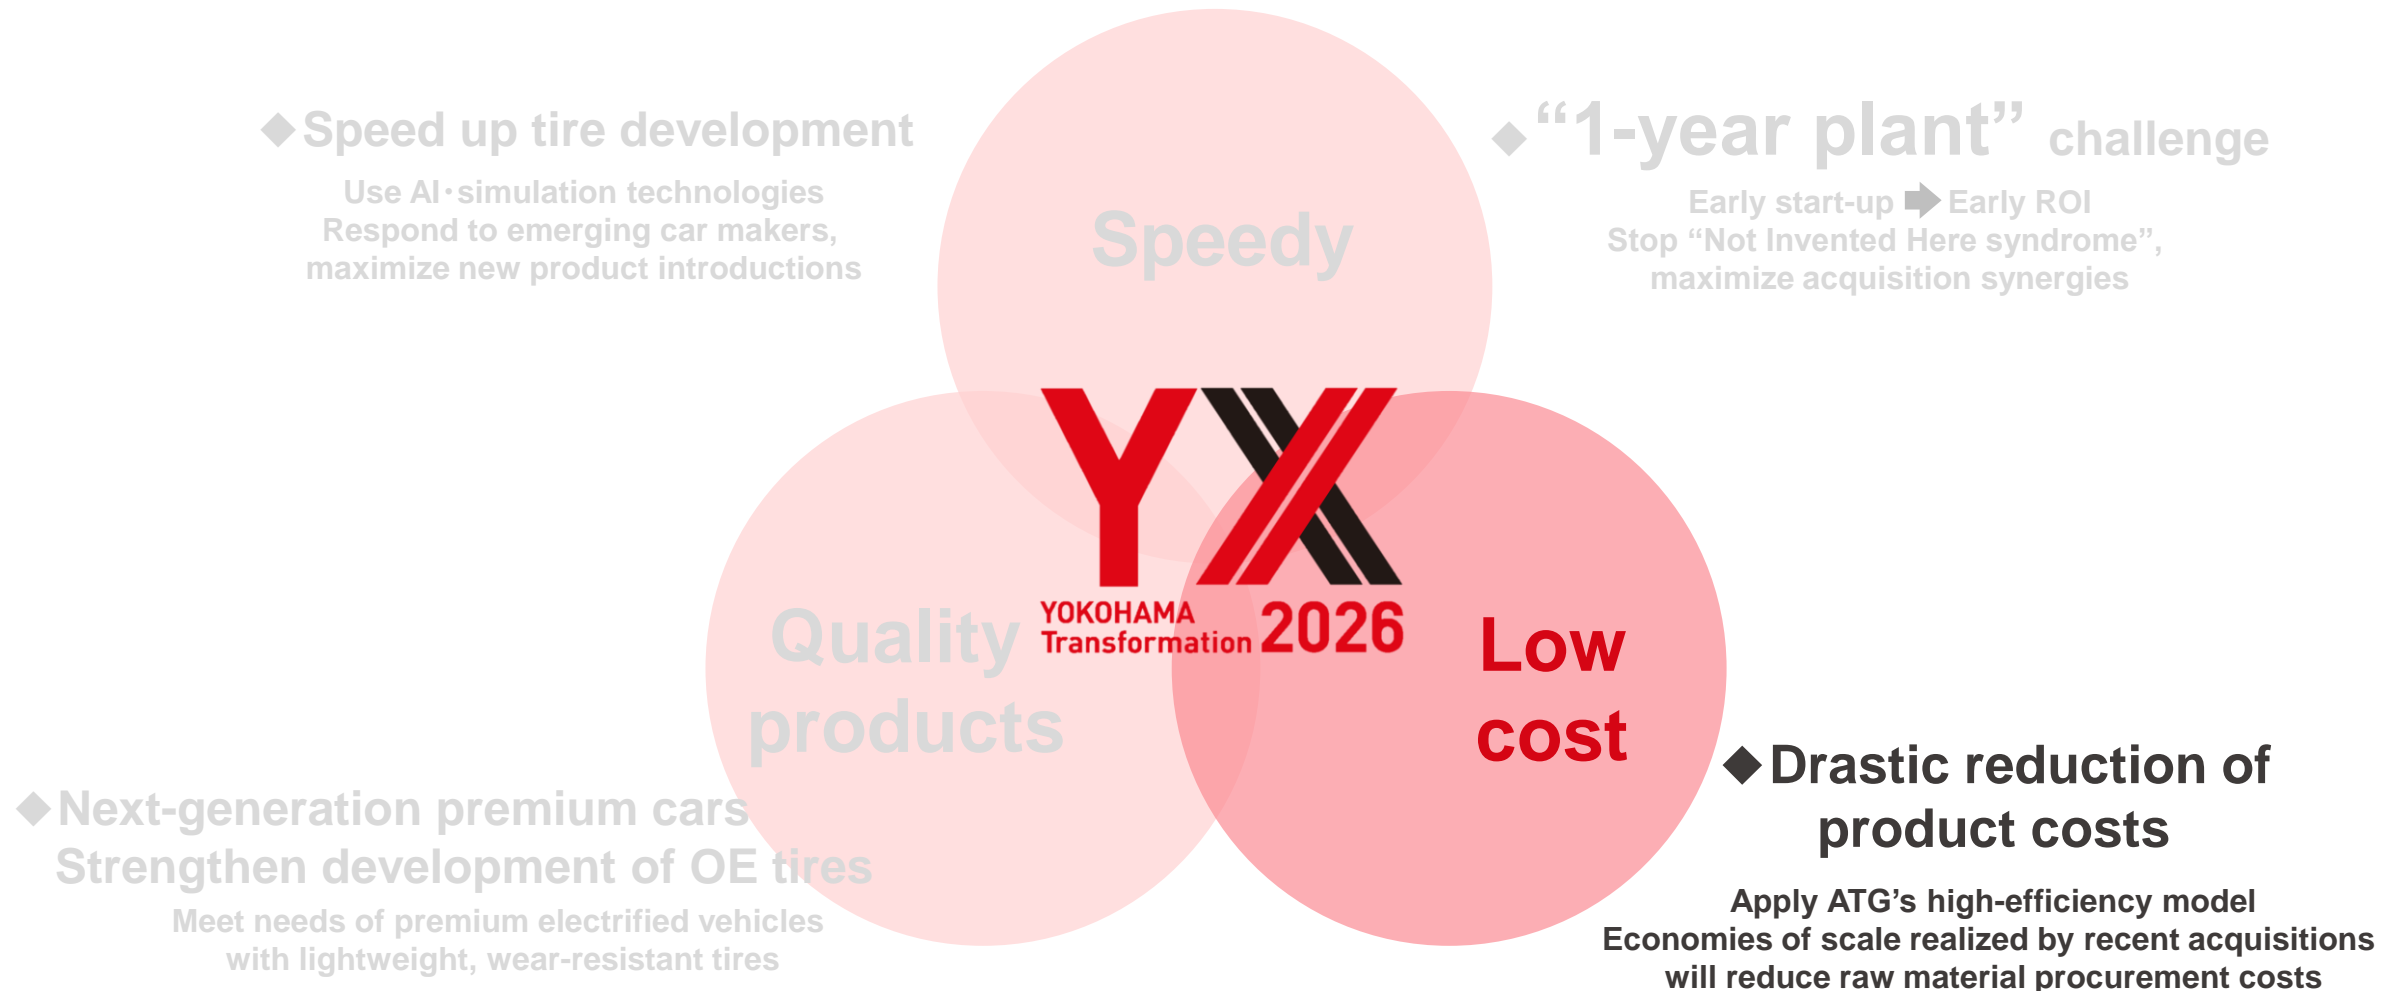 ◆Speed up tire development
Use AI･simulation technologies
Respond to emerging car makers,
maximize new product introductions
◆“1-year plant” challenge
Early start-up ➡ Early ROI
Stop “Not Invented Here syndrome”,
maximize acquisition synergies
Speedy
YX
YOKOHAMA
Transformation 2026
Quality
products
Low
cost
◆Next-generation premium cars
Strengthen development of OE tires
Meet needs of premium electrified vehicles
with lightweight, wear-resistant tires
◆Drastic reduction of
product costs
Apply ATG’s high-efficiency model
Economies of scale realized by recent acquisitions
will reduce raw material procurement costs